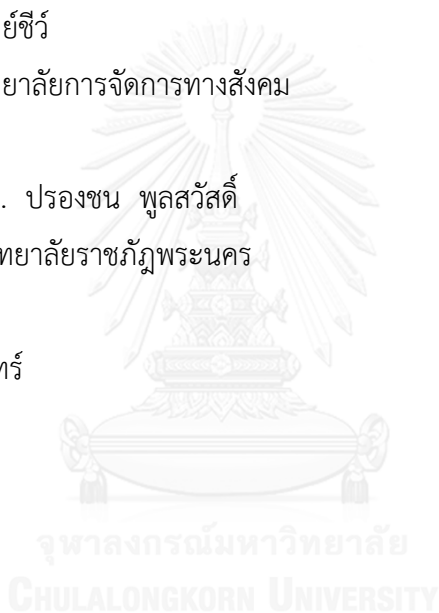 ย์ชีว์
ยาลัยการจัดการทางสังคม
. ปรองชน พูลสวัสดิ์
ทยาลัยราชภัฏพระนคร
ทร์
จุฬาลงกรณ์มหาวิทยาลัย
CHULALONGKORN UNIVERSITY